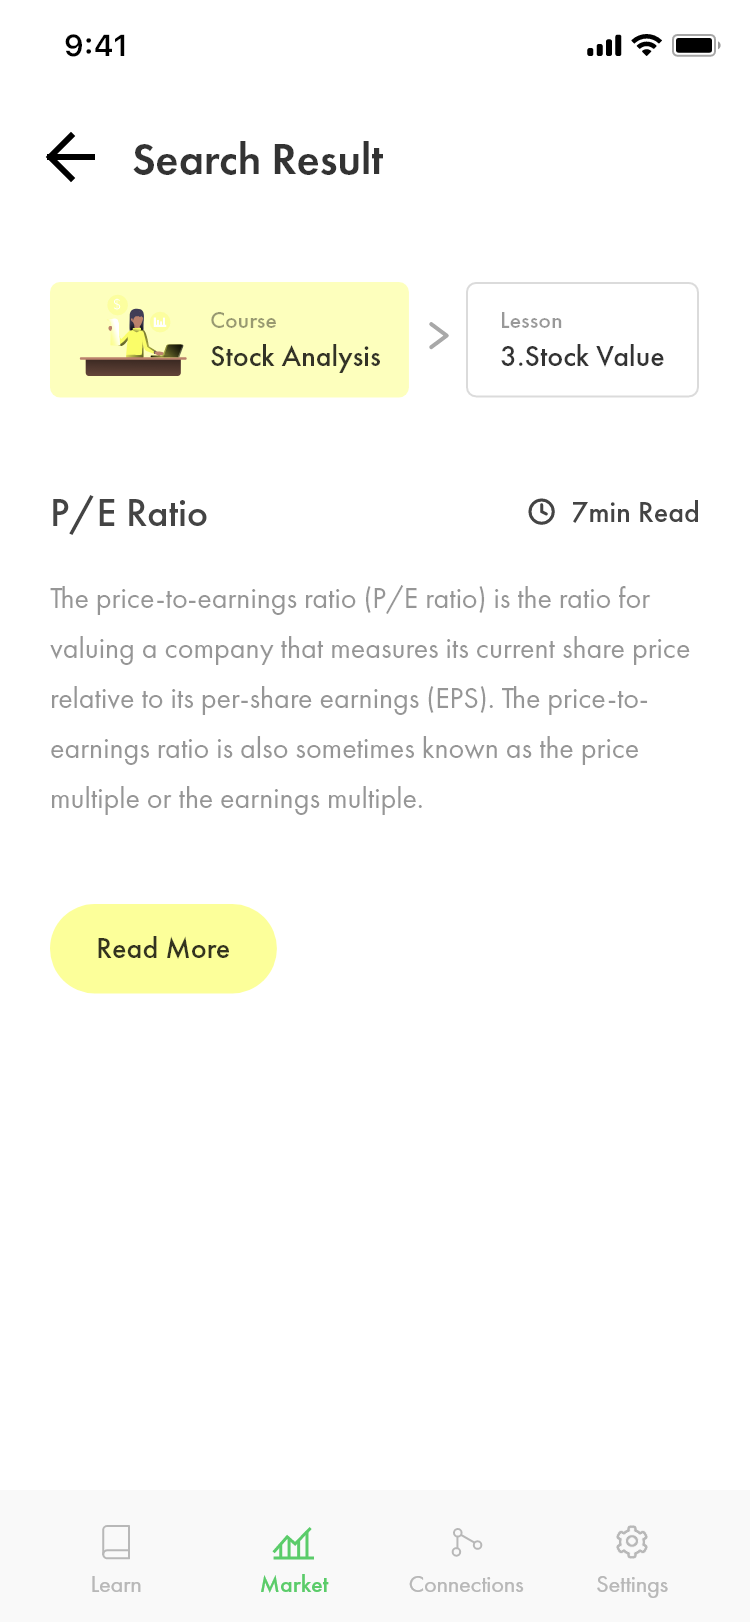 9:41
Search Result
Course
Stock Analysis
Lesson
3.Stock Value
P/E Ratio
7min Read
The price-to-earnings ratio (P/E ratio) is the ratio for
valuing a company that measures its current share price
relative to its per-share earnings (EPS). The price-to-
earnings ratio is also sometimes known as the price
multiple or the earnings multiple.
Read More
Learn
Market
Connections
Settings